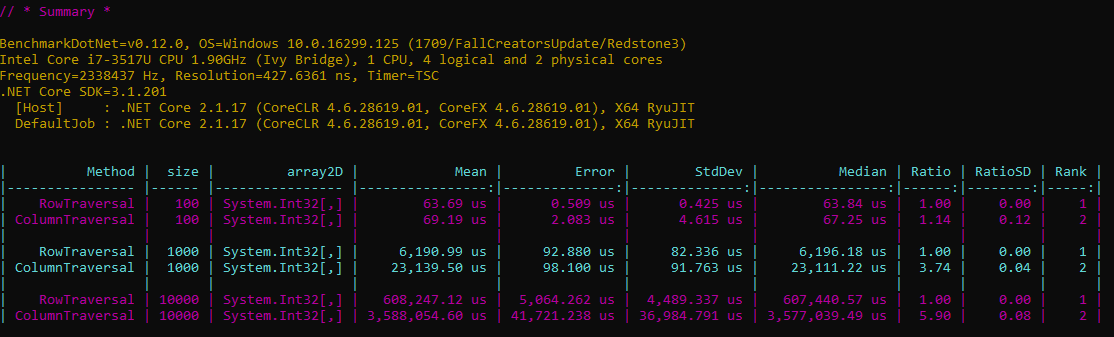 // * Summary *
BenchmarkDotNet=v0.12.0, OS=Windows 10.0.16299.125 (1709/FallCreatorsUpdate/Redstone3)
Intel Core i7-3517U CPU 1.90GHz (Ivy Bridge), 1 CPU, 4 logical and 2 physical cores
Frequency=2338437 Hz, Resolution=427.6361 ns, Timer=TSC
.NET Core SDK=3.1.201
  [Host]     : .NET Core 2.1.17 (CoreCLR 4.6.28619.01, CoreFX 4.6.28619.01), X64 RyuJIT
  DefaultJob : .NET Core 2.1.17 (CoreCLR 4.6.28619.01, CoreFX 4.6.28619.01), X64 RyuJIT
|          Method |  size |        array2D |            Mean |         Error |        StdDev |          Median | Ratio | RatioSD | Rank |
|---------------- |------ |--------------- |----------------:|--------------:|--------------:|----------------:|------:|--------:|-----:|
|    RowTraversal |   100 | System.Int32[,] |        63.69 us |      0.509 us |      0.425 us |        63.84 us |  1.00 |    0.00 |    1 |
| ColumnTraversal |   100 | System.Int32[,] |        69.19 us |      2.083 us |      4.615 us |        67.25 us |  1.14 |    0.12 |    2 |
|                 |       |                |                 |               |               |                 |       |         |      |
|    RowTraversal |  1000 | System.Int32[,] |     6,190.99 us |     92.880 us |     82.336 us |     6,196.18 us |  1.00 |    0.00 |    1 |
| ColumnTraversal |  1000 | System.Int32[,] |    23,139.50 us |     98.100 us |     91.763 us |    23,111.22 us |  3.74 |    0.04 |    2 |
|                 |       |                |                 |               |               |                 |       |         |      |
|    RowTraversal | 10000 | System.Int32[,] |   608,247.12 us |  5,064.262 us |  4,489.337 us |   607,440.57 us |  1.00 |    0.00 |    1 |
| ColumnTraversal | 10000 | System.Int32[,] | 3,588,054.60 us | 41,721.238 us | 36,984.791 us | 3,577,039.49 us |  5.90 |    0.08 |    2 |